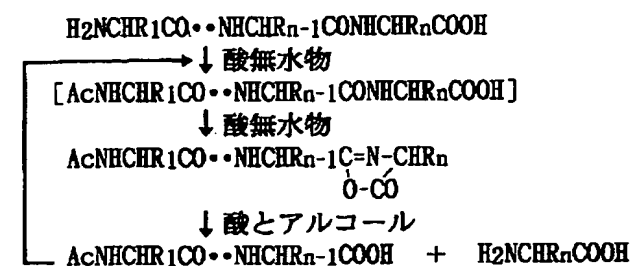 H2NCHR1CO••NHCHRn-1CONHCHRnCOOH
↓酸無水物
[AcNHCHR1CO••NHCHRn-1CONHCHRnCOOH]
↓酸無水物
AcNHCHR1CO••NHCHRn-1C=N-CHRn
O-CO
↓酸とアルコール
AcNHCHR1CO••NHCHRn-1COOH + H2NCHRnCOOH